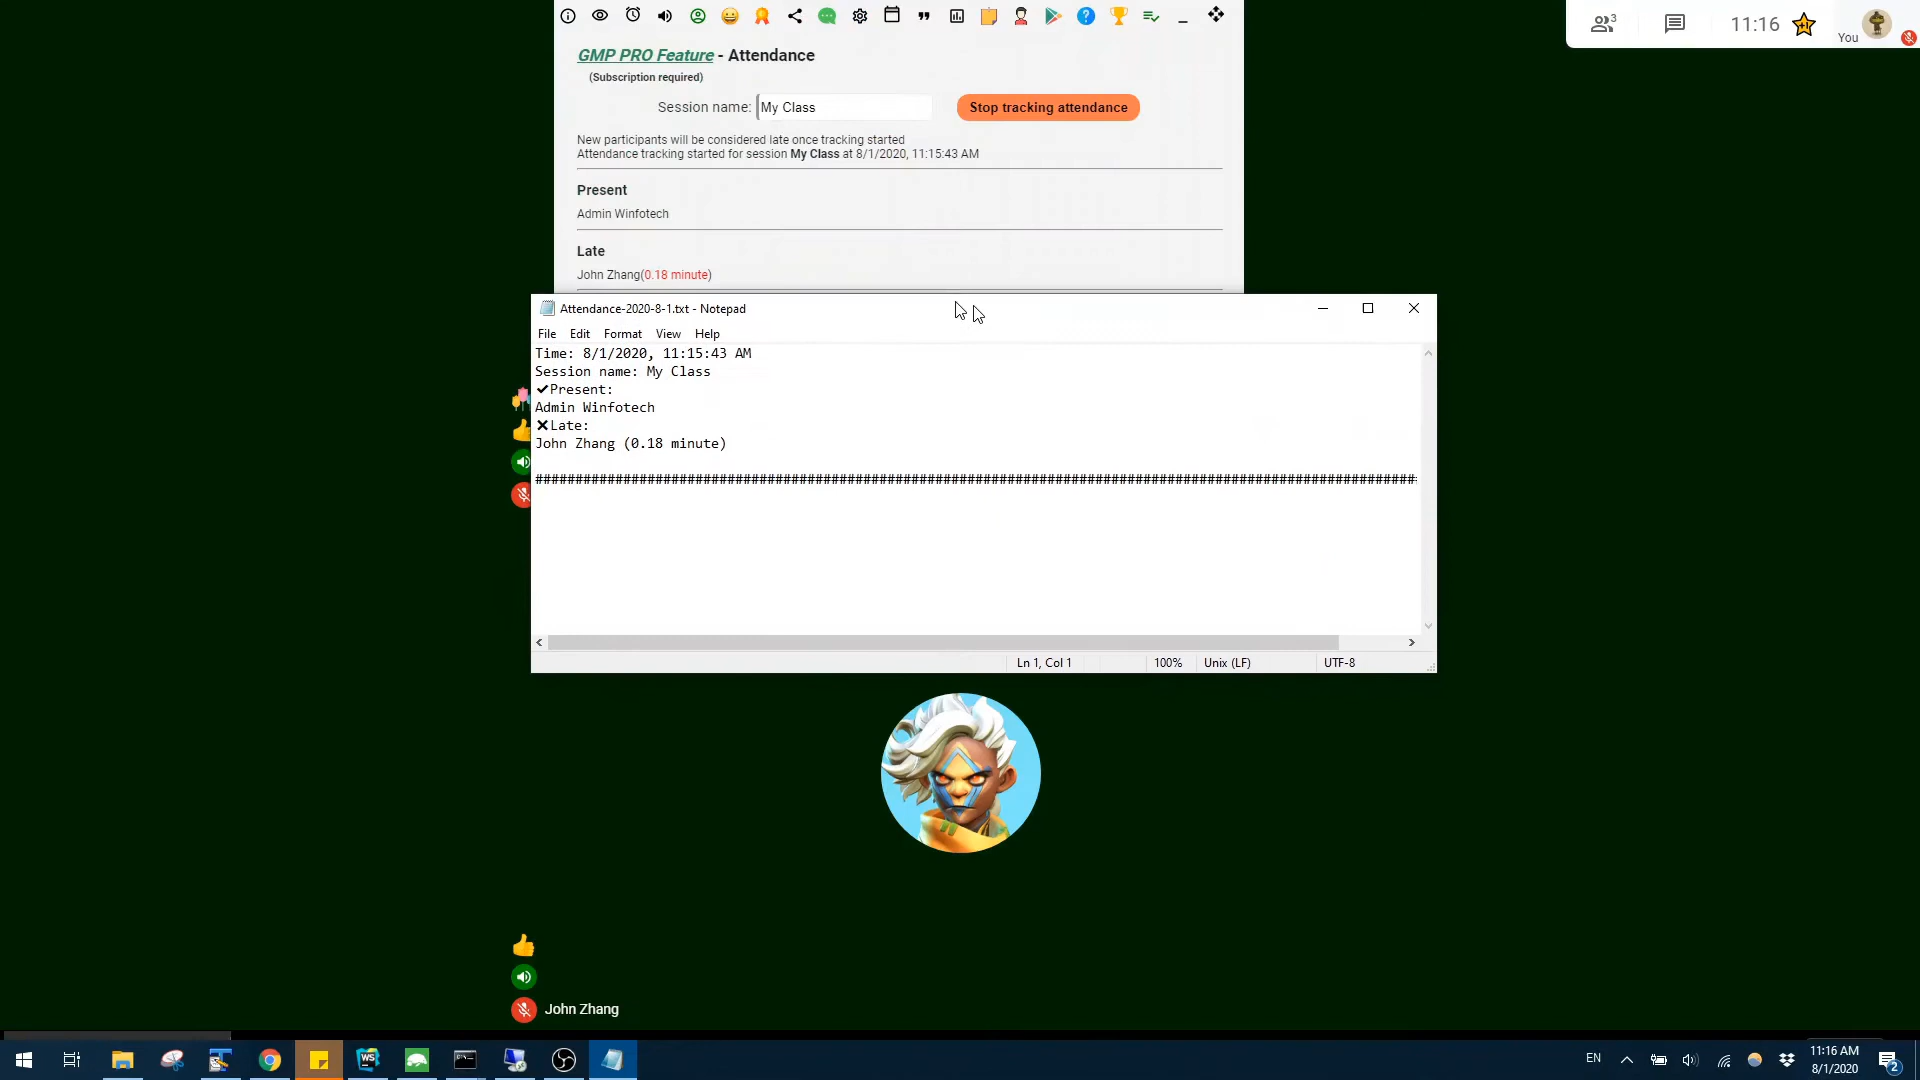 3
11:16
You
GMP PRO Feature - Attendance
(Subscription required)
Session name: My Class
Stop tracking attendance
New participants will be considered late once tracking started
Attendance tracking started for session My Class at 8/1/2020, 11:15:43 AM
Present
Admin Winfotech
Late
John Zhang(0.18 minute)
Attendance-2020-8-1.txt - Notepad
File Edit Format View Help
Time: 8/1/2020, 11:15:43 AM
Session name: My Class
✔Present:
Admin Winfotech
❌Late:
John Zhang (0.18 minute)
##############################################################################################################
Ln 1, Col 1 100% Unix (LF) UTF-8
John Zhang
WS
EN
11:16 AM
8/1/2020
2